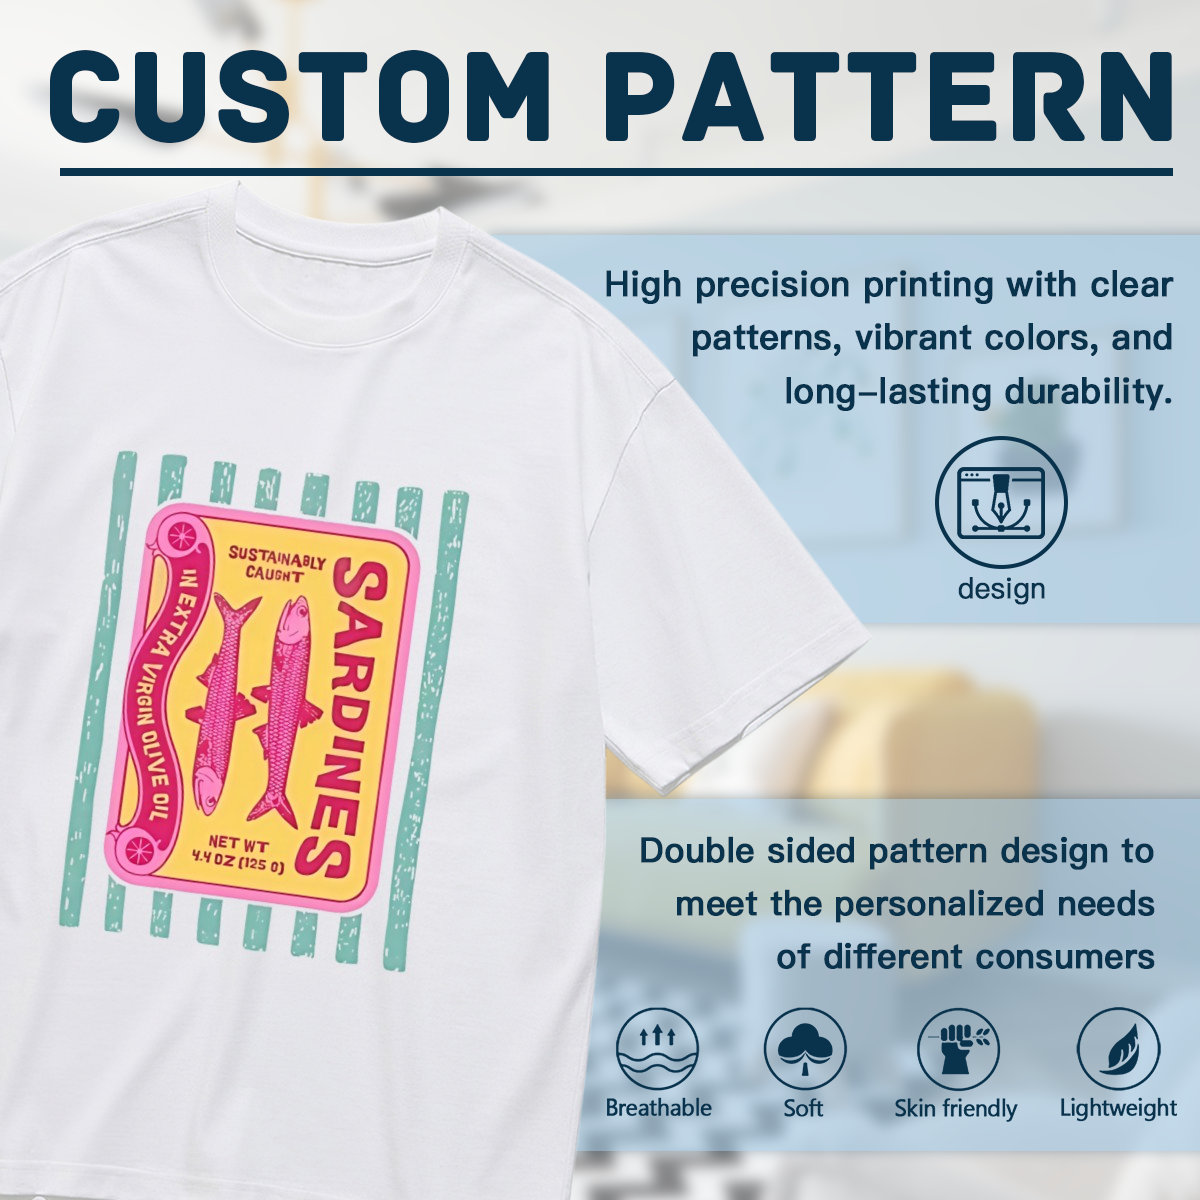 CUSTOM PATTERN
High precision printing with clear
patterns, vibrant colors, and
long–lasting durability.
design
SUSTAINABLY
CAUGHT
SARDINES
IN EXTRA VIRGIN OLIVE OIL
NET WT
4.4 OZ (125 G)
Double sided pattern design to
meet the personalized needs
of different consumers
Breathable
Soft
Skin friendly
Lightweight